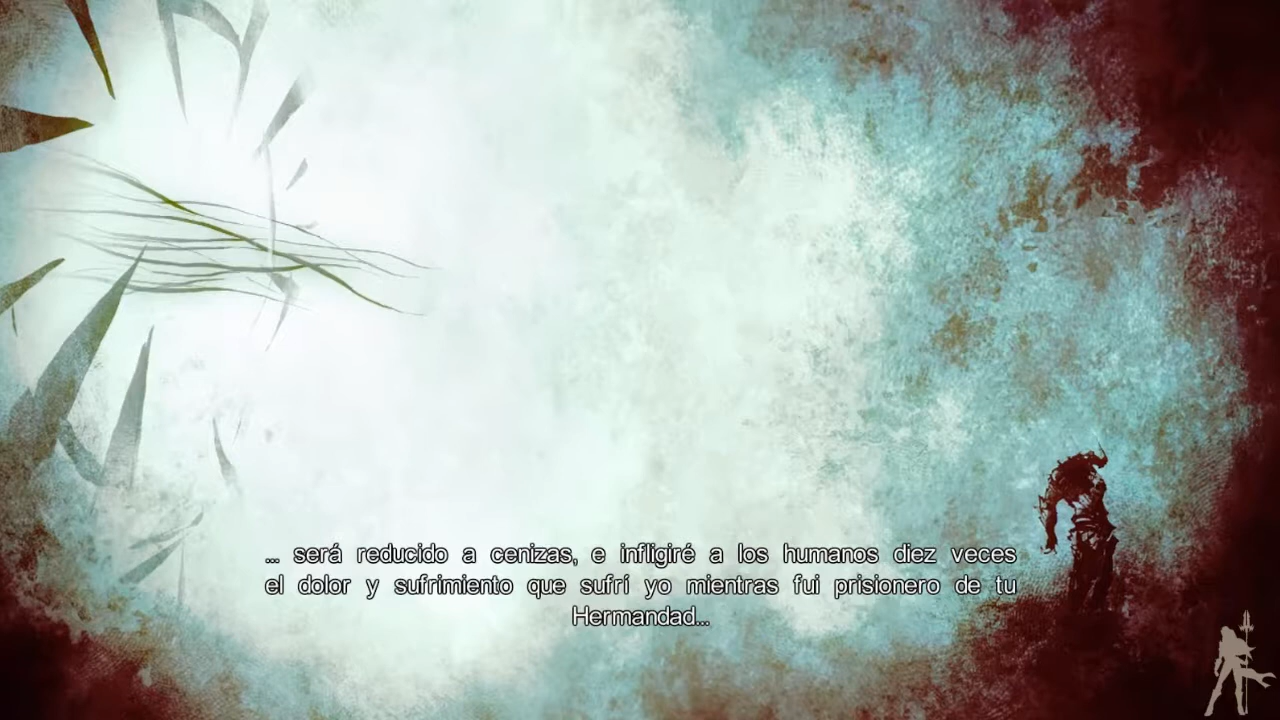 ... será reducido a cenizas, e infligiré a los humanos diez veces
el dolor y sufrimiento que sufrí yo mientras fui prisionero de tu
Hermandad...